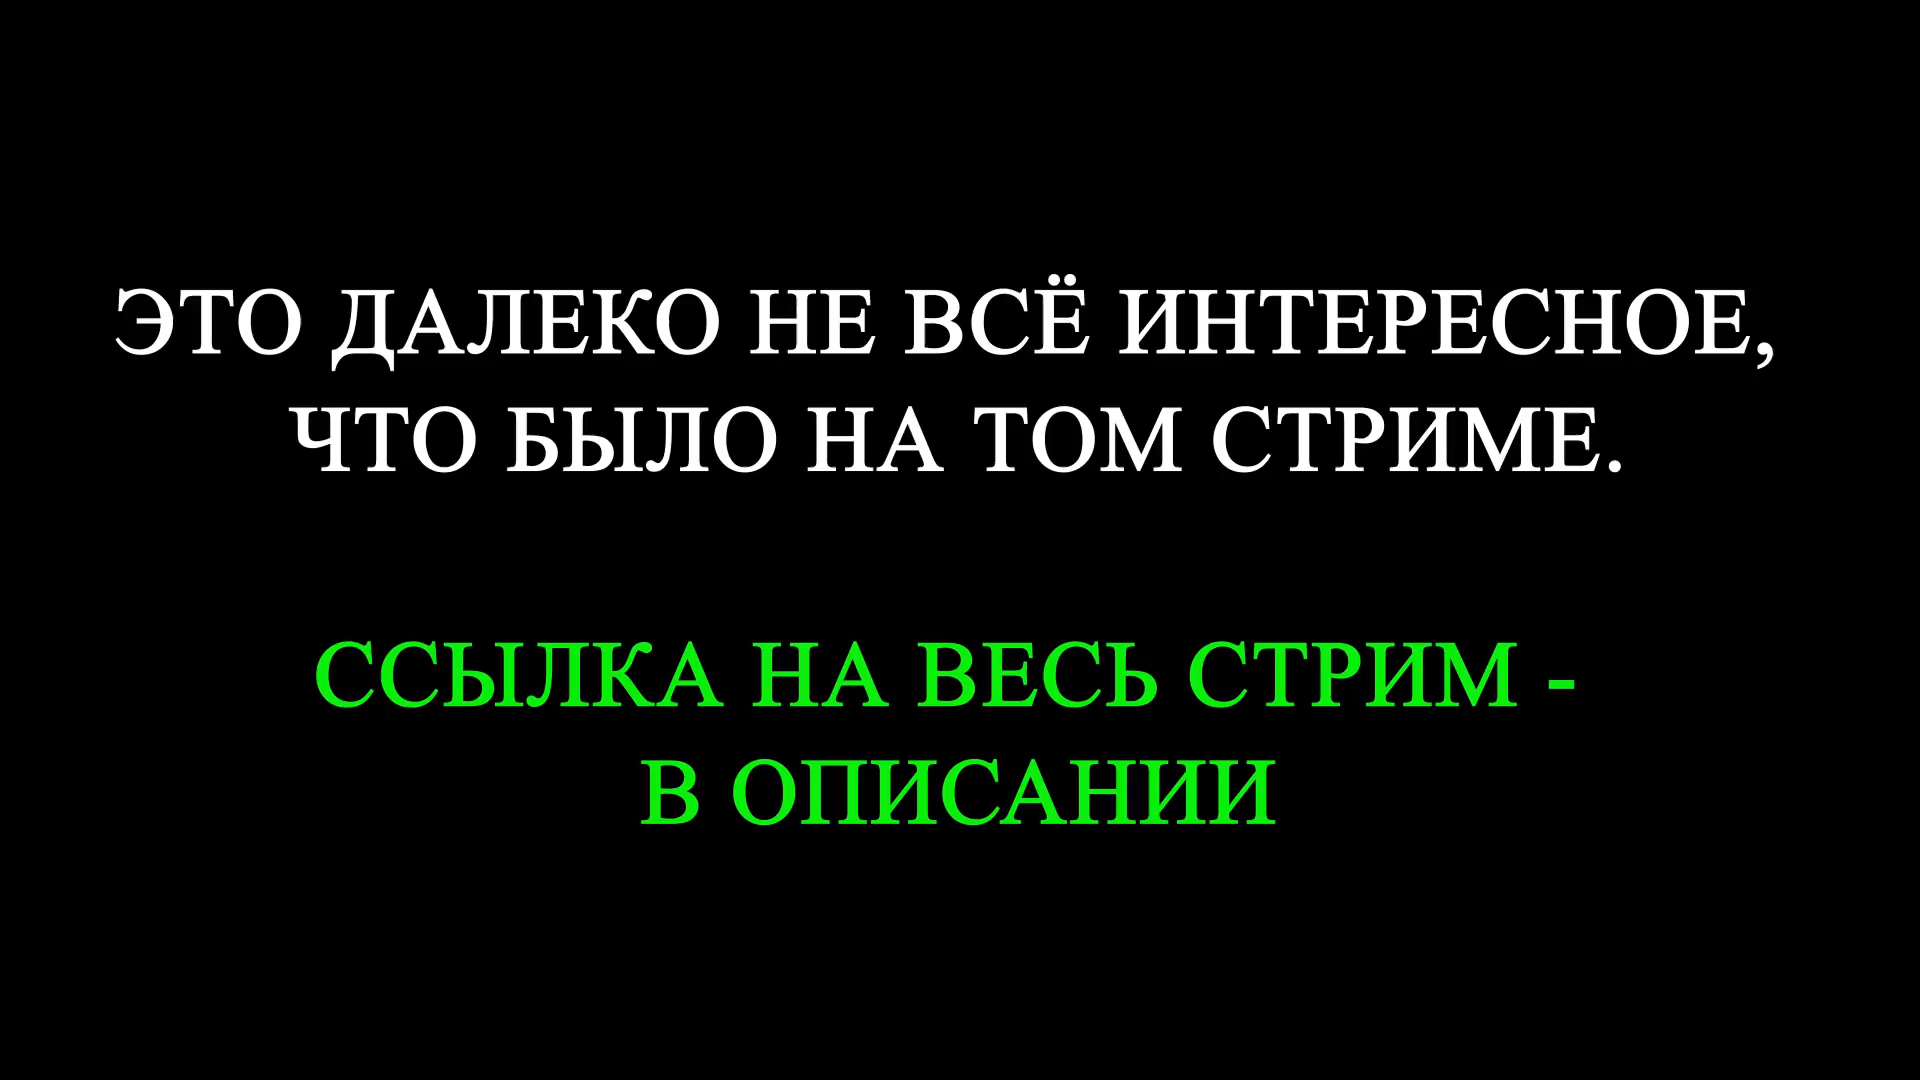 ЭТО ДАЛЕКО НЕ ВСЁ ИНТЕРЕСНОЕ,
ЧТО БЫЛО НА ТОМ СТРИМЕ.
ССЫЛКА НА ВЕСЬ СТРИМ -
В ОПИСАНИИ